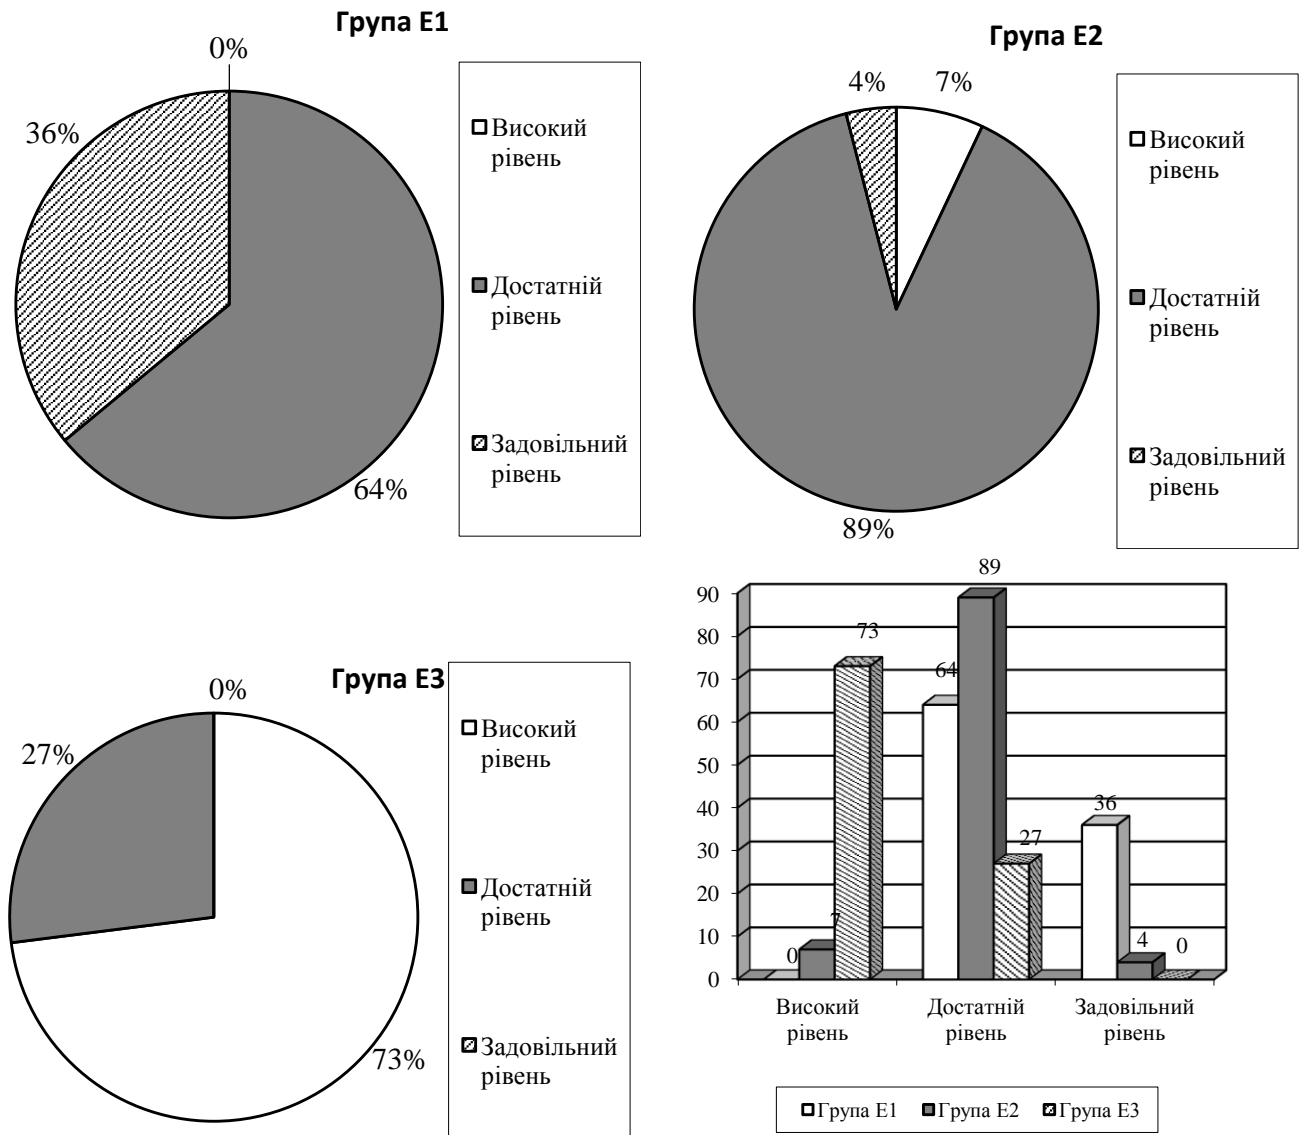 Група Е1
0%
36%
64%
Високий
рівень
Достатній
рівень
Задовільний
рівень
Група Е2
4%
7%
89%
Високий
рівень
Достатній
рівень
Задовільний
рівень
Група Е3
0%
27%
73%
Високий
рівень
Достатній
рівень
Задовільний
рівень
90
80
70
60
50
40
30
20
10
0
0
7
73
64
89
27
36
4
0
Високий
рівень
Достатній
рівень
Задовільний
рівень
Група Е1 Група Е2 Група Е3